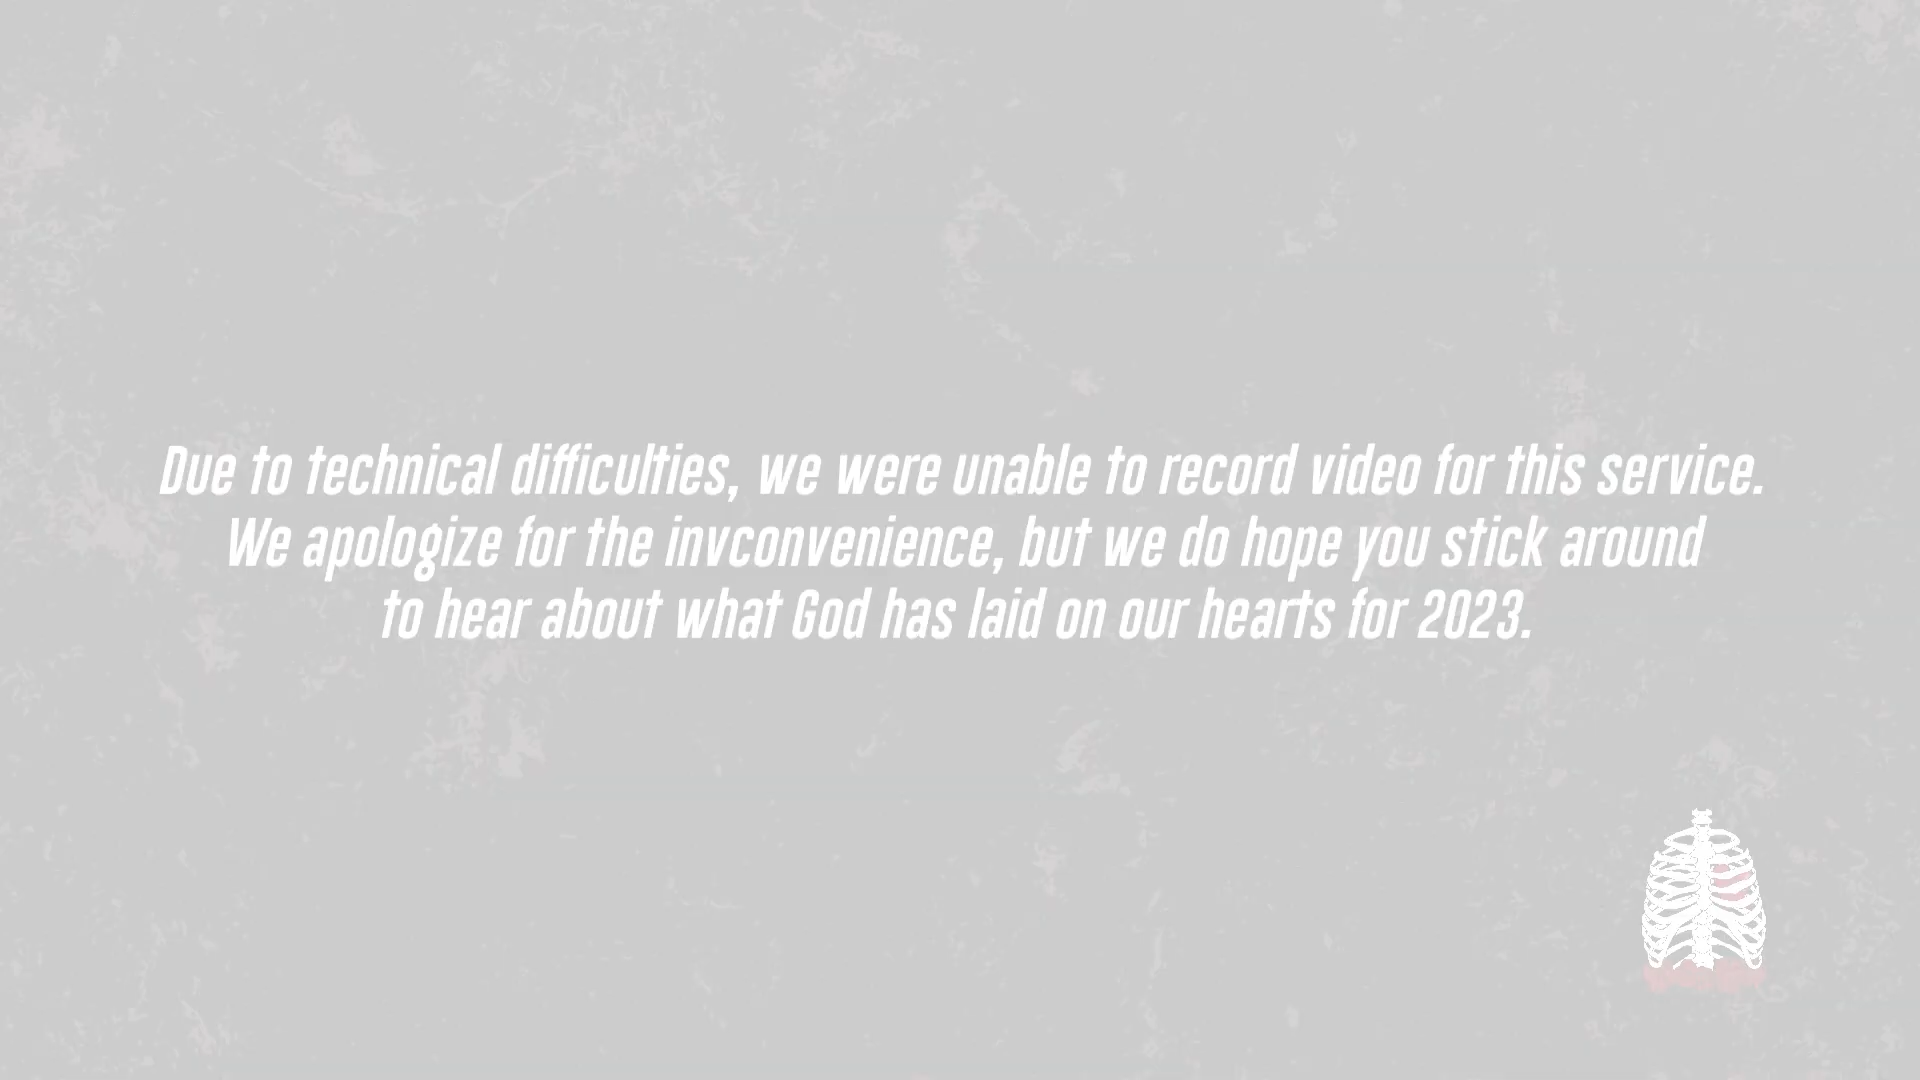 Due to technical difficulties, we were unable to record video for this service.
We apologize for the invconvenience, but we do hope you stick around
to hear about what God has laid on our hearts for 2023.